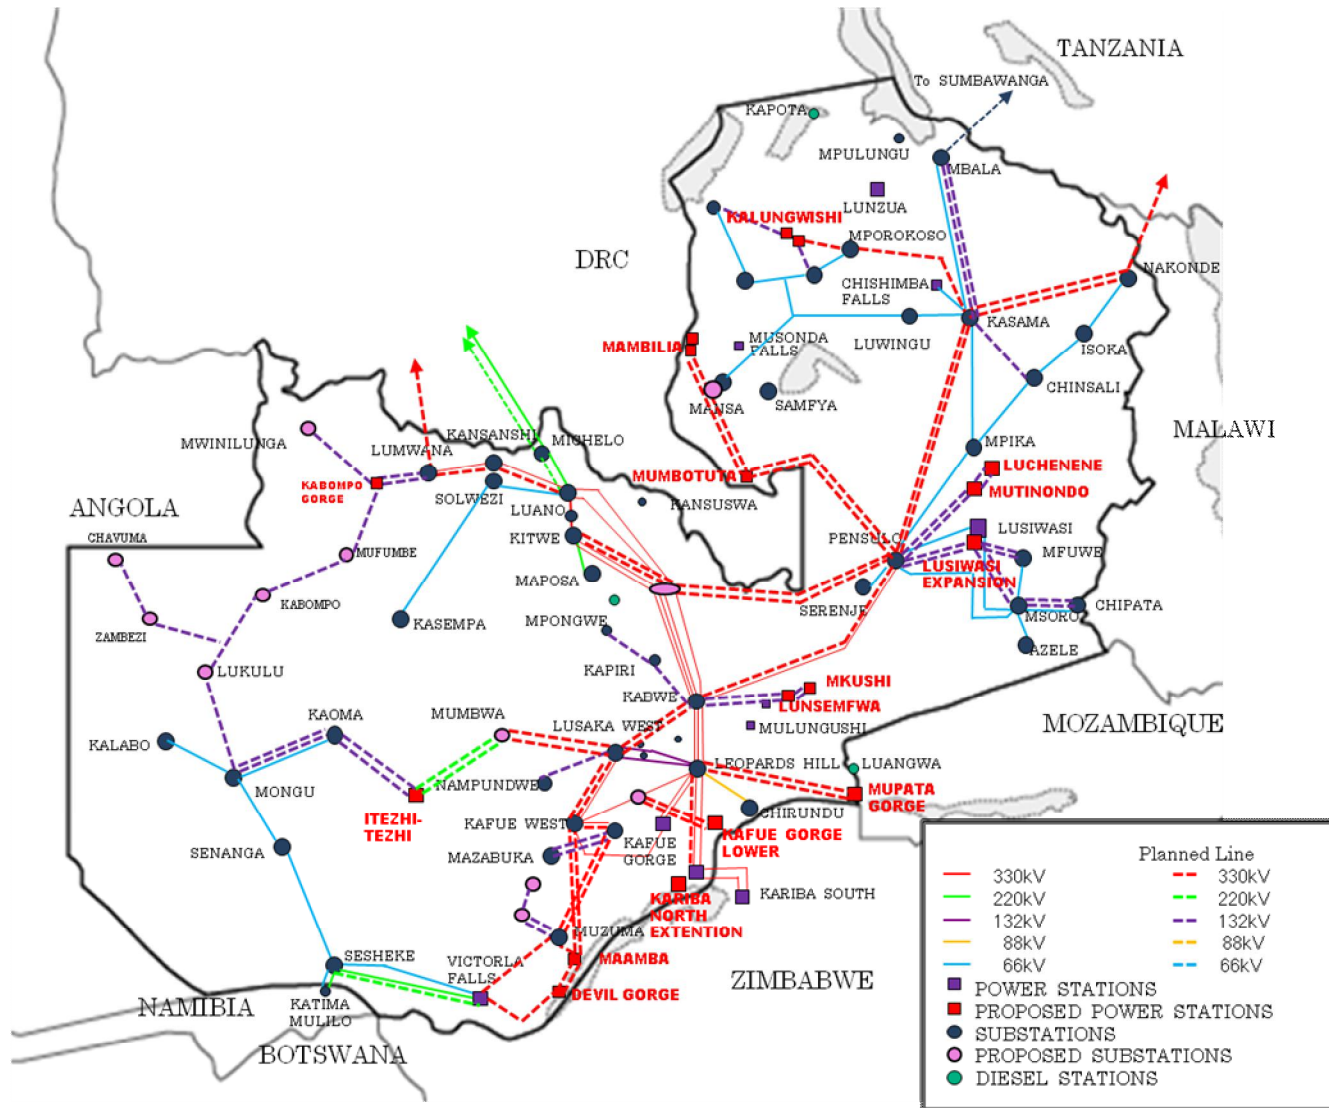 TANZANIA
To SUMBAWANGA
KAPOTA
MPULUNGU
MBALA
LUNZUA
KALUNGWISHI
MPOROKOSO
DRC
NAKONDE
CHISHIMBA
FALLS
KASAMA
MAMBILIA
MUSONDA
FALLS
LUWINGU
ISOKA
CHINSALI
MANSA
SAMFYA
MALAWI
MWINILUNGA
LUMWANA
KANSANSHI
MICHELO
MPIKA
LUCHENENE
MUMBOTUTA
KABOMPO
GORGE
SOLWEZI
MUTINONDO
ANGOLA
LUANO
KANSUSWA
LUSIWASI
CHAVUMA
KITWE
PENSULO
MUFUMBE
MFUWE
LUSIWASI
EXPANSION
MAPOSA
KABOMPO
SERENJE
CHIPATA
MSORO
ZAMBEZI
KASEMPA
MPONGWE
AZELE
LUKULU
KAPIRI
MKUSHI
KABWE
LUNSEMFWA
KAOMA
MUMBWA
LUSAKA WEST
MULUNGUSHI
MOZAMBIQUE
KALABO
LEOPARDS HILL
LUANGWA
MONGU
NAMPUNDWE
MUPATA
GORGE
ITEZHI-
TEZHI
KAFUE WEST
CHIRUNDU
KAFUE GORGE
LOWER
SENANGA
MAZABUKA
KAFUE
GORGE
KARIBA SOUTH
KARIBA
NORTH
EXTENTION
MUZUMA
SESHEKE
VICTORLA
FALLS
MAAMBA
ZIMBABWE
DEVIL GORGE
NAMIBIA
KATIMA
MULILO
BOTSWANA
Planned Line
330kV 330kV
220kV 220kV
132kV 132kV
88kV 88kV
66kV 66kV
POWER STATIONS
PROPOSED POWER STATIONS
SUBSTATIONS
PROPOSED SUBSTATIONS
DIESEL STATIONS